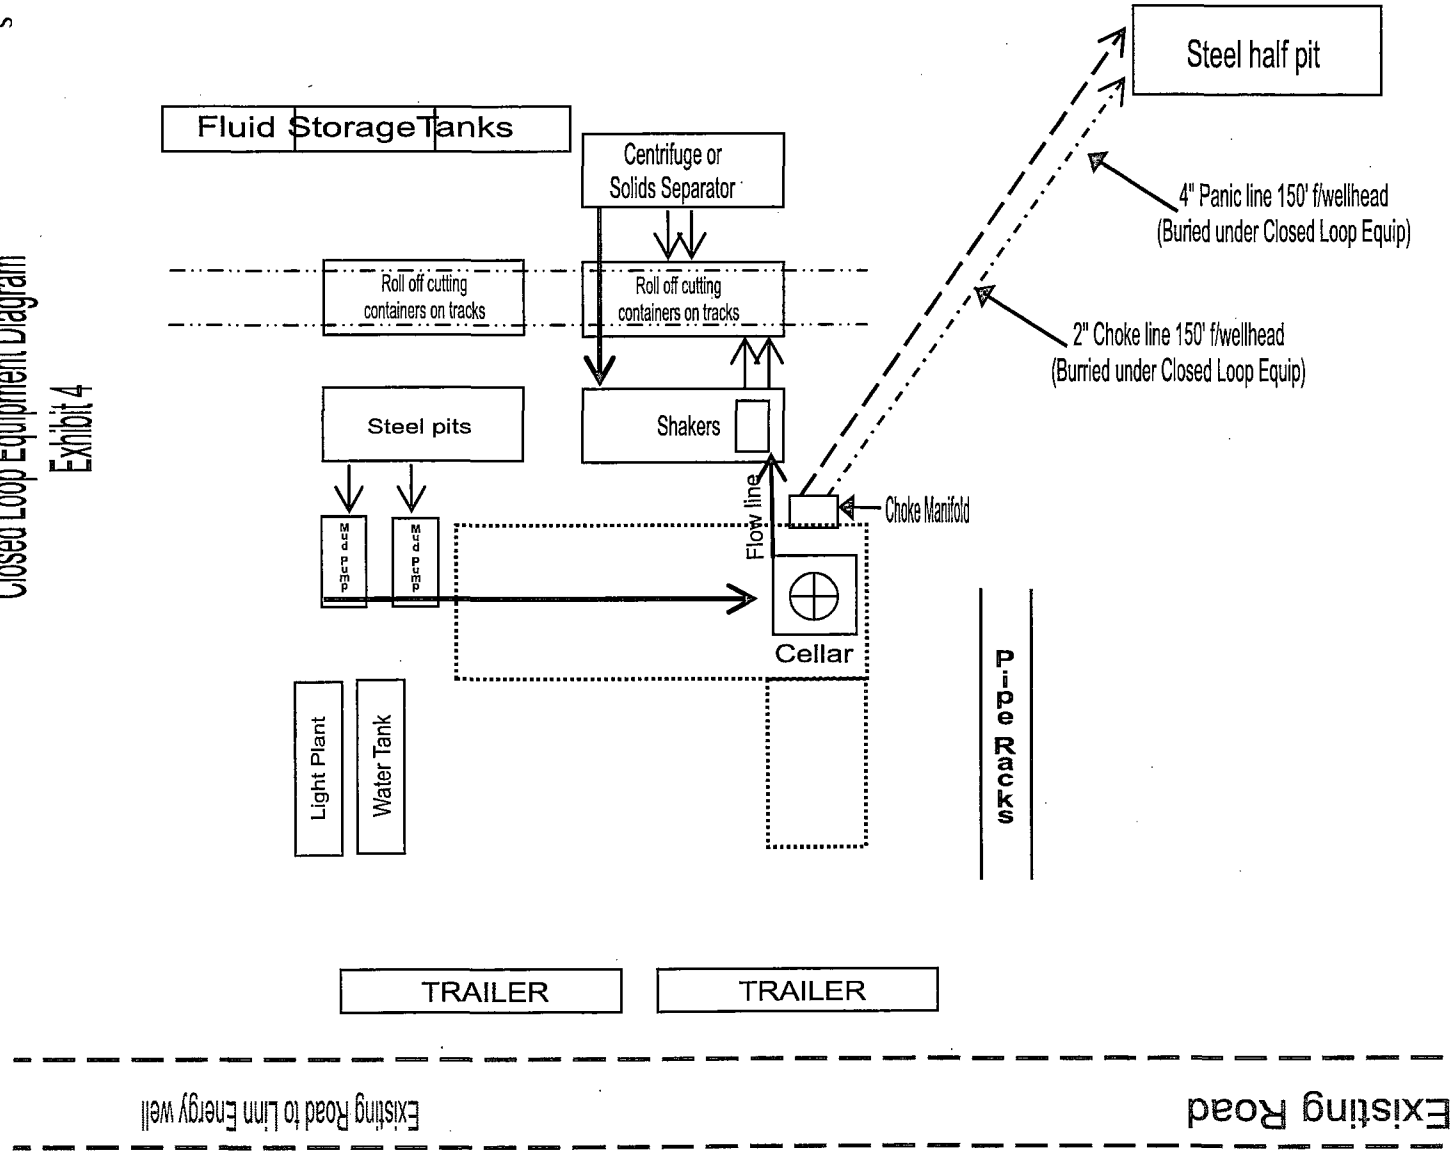 s
Closed Loop Equipment Diagram
Exhibit 4
Steel half pit
Fluid StorageTanks
Centrifuge or
Solids Separator
4" Panic line 150' f/wellhead
(Buried under Closed Loop Equip)
Roll off cutting
containers on tracks
Roll off cutting
containers on tracks
2" Choke line 150' f/wellhead
(Burried under Closed Loop Equip)
Steel pits
Shakers
Flow line
Choke Manifold
Mud Pump
Mud Pump
Cellar
Pipe Racks
Light Plant
Water Tank
TRAILER
TRAILER
Existing Road to Linn Energy well
Existing Road